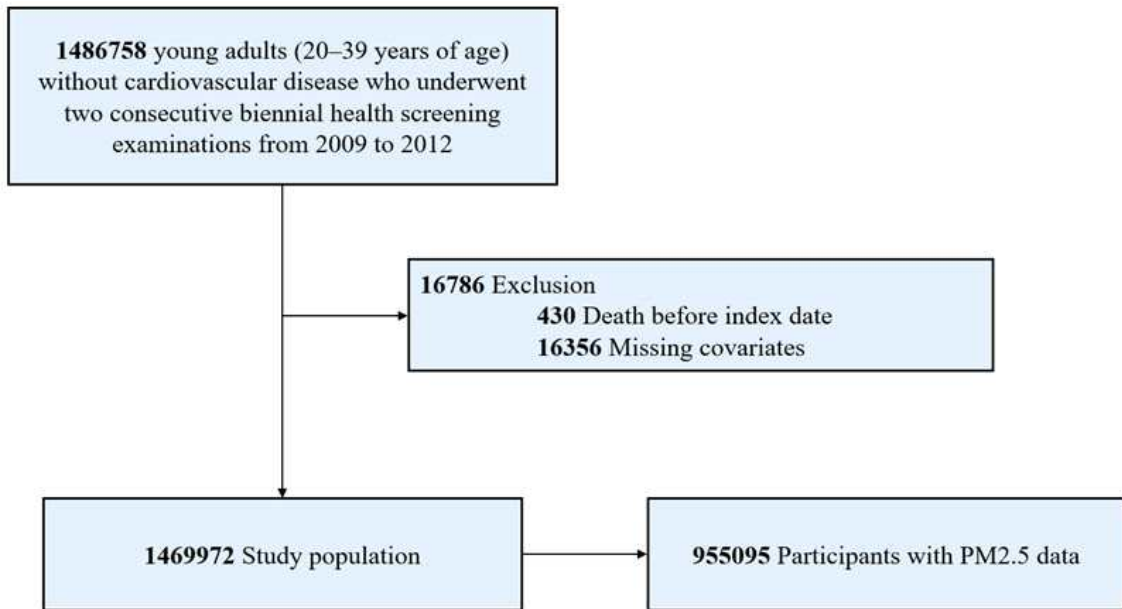 1486758 young adults (20–39 years of age)
without cardiovascular disease who underwent
two consecutive biennial health screening
examinations from 2009 to 2012
16786 Exclusion
430 Death before index date
16356 Missing covariates
1469972 Study population
955095 Participants with PM2.5 data